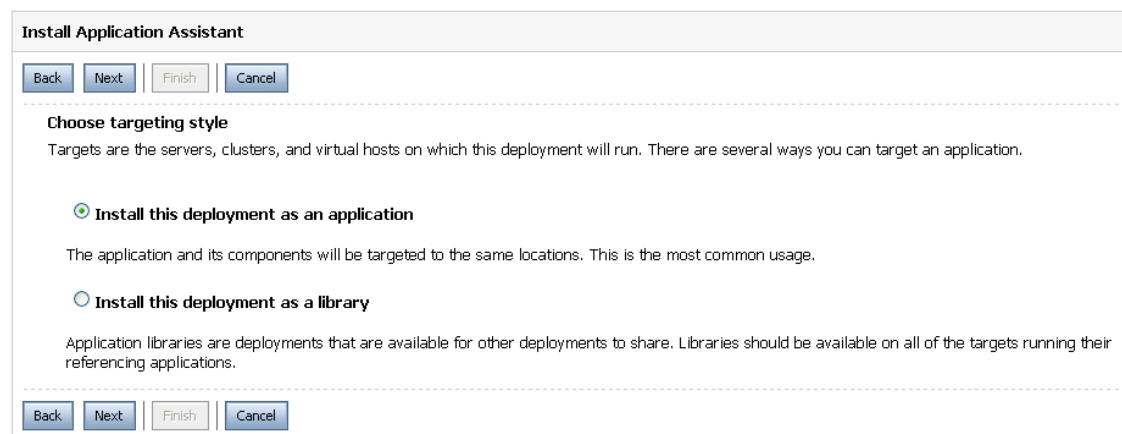 Install Application Assistant
Back Next Finish Cancel
Choose targeting style
Targets are the servers, clusters, and virtual hosts on which this deployment will run. There are several ways you can target an application.
Install this deployment as an application
The application and its components will be targeted to the same locations. This is the most common usage.
Install this deployment as a library
Application libraries are deployments that are available for other deployments to share. Libraries should be available on all of the targets running their
referencing applications.
Back Next Finish Cancel